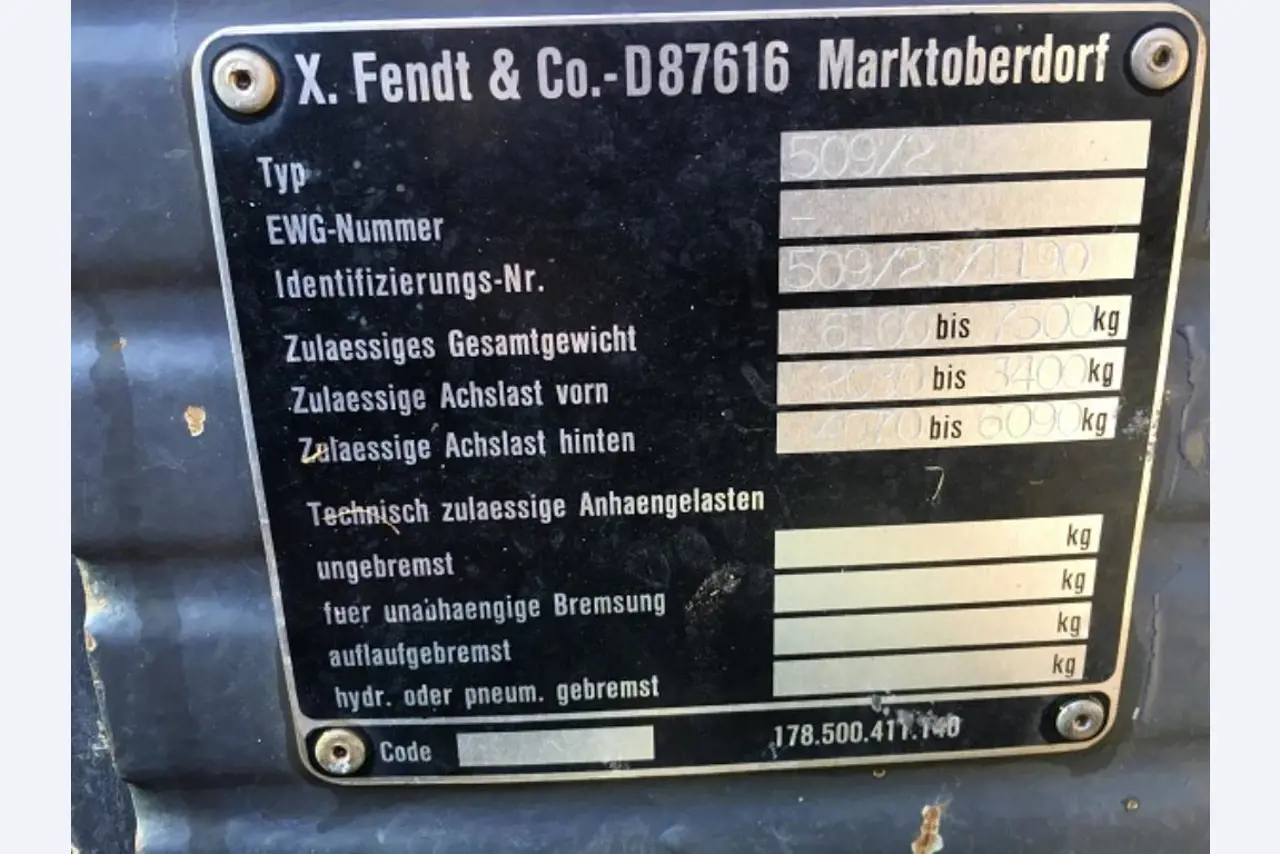 X. Fendt & Co.-D87616 Marktoberdorf
Typ 509/2
EWG-Nummer –
Identifizierungs-Nr.
Zulaessiges Gesamtgewicht bis 7500 kg
Zulaessige Achslast vorn bis 3400 kg
Zulaessige Achslast hinten bis 6090 kg
Technisch zulaessige Anhaengelasten
ungebremst kg
fuer unabhaengige Bremsung kg
auflaufgebremst kg
hydr. oder pneum. gebremst kg
Code 178.500.411.140